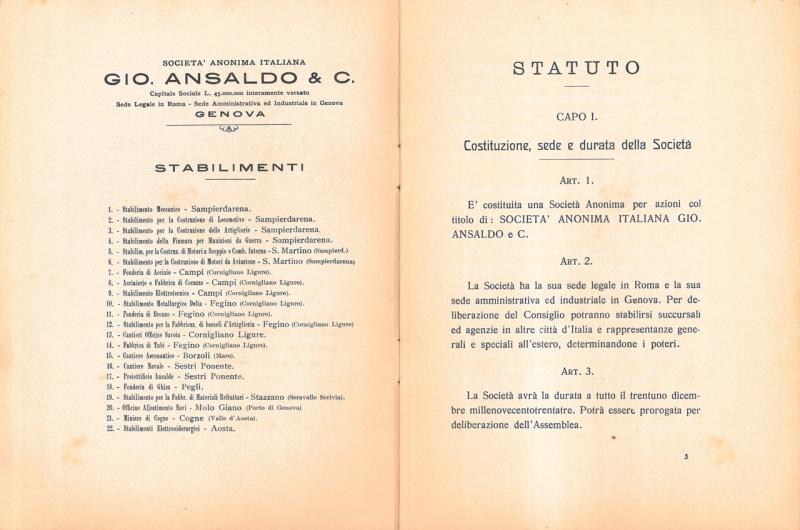 SOCIETA' ANONIMA ITALIANA
GIO. ANSALDO & C.
Capitale Sociale L. 45.000.000 interamente versato
Sede Legale in Roma - Sede Amministrativa ed Industriale in Genova
GENOVA
STABILIMENTI
1. - Stabilimento Meccanico - Sampierdarena.
2. - Stabilimento per la Costruzione di Locomotive - Sampierdarena.
3. - Stabilimento per la Costruzione delle Artiglierie - Sampierdarena.
4. - Stabilimento della Fiumara per Munizioni da Guerra - Sampierdarena.
5. - Stabilim. per la Costruz. di Motori a Scoppio e Comb. Interna - S. Martino (Sampierd.)
6. - Stabilimento per la Costruzione di Motori da Aviazione - S. Martino (Sampierdarena)
7. - Fonderia di Acciaio - Campi (Cornigliano Ligure).
8. - Acciaierie e Fabbrica di Corazze - Campi (Cornigliano Ligure).
9. - Stabilimento Elettrotecnico - Campi (Cornigliano Ligure).
10. - Stabilimento Metallurgico Delta - Fegino (Cornigliano Ligure).
11. - Fonderia di Bronzo - Fegino (Cornigliano Ligure).
12. - Stabilimento per la Fabbricaz. di bossoli d'Artiglieria - Fegino (Cornigliano Ligure)
13. - Cantieri Officine Savoia - Cornigliano Ligure.
14. - Fabbrica di Tubi - Fegino (Cornigliano Ligure).
15. - Cantiere Aeronautico - Borzoli (Mare).
16. - Cantiere Navale - Sestri Ponente.
17. - Proiettificio Ansaldo - Sestri Ponente.
18. - Fonderia di Ghisa - Pegli.
19. - Stabilimento per la Fabbr. di Materiali Refrattari - Stazzano (Seravalle Scrivia).
20. - Officine Allestimento Navi - Molo Giano (Porto di Genova)
21. - Miniere di Cogne - Cogne (Valle d'Aosta).
22. - Stabilimenti Elettrosiderurgici - Aosta.
STATUTO
CAPO I.
Costituzione, sede e durata della Società
ART. 1.
E' costituita una Società Anonima per azioni col
titolo di: SOCIETA' ANONIMA ITALIANA GIO.
ANSALDO e C.
ART. 2.
La Società ha la sua sede legale in Roma e la sua
sede amministrativa ed industriale in Genova. Per de-
liberazione del Consiglio potranno stabilirsi succursali
ed agenzie in altre città d'Italia e rappresentanze gene-
rali e speciali all'estero, determinandone i poteri.
ART. 3.
La Società avrà la durata a tutto il trentuno dicem-
bre millenovecentotrentatre. Potrà essere prorogata per
deliberazione dell'Assemblea.
3